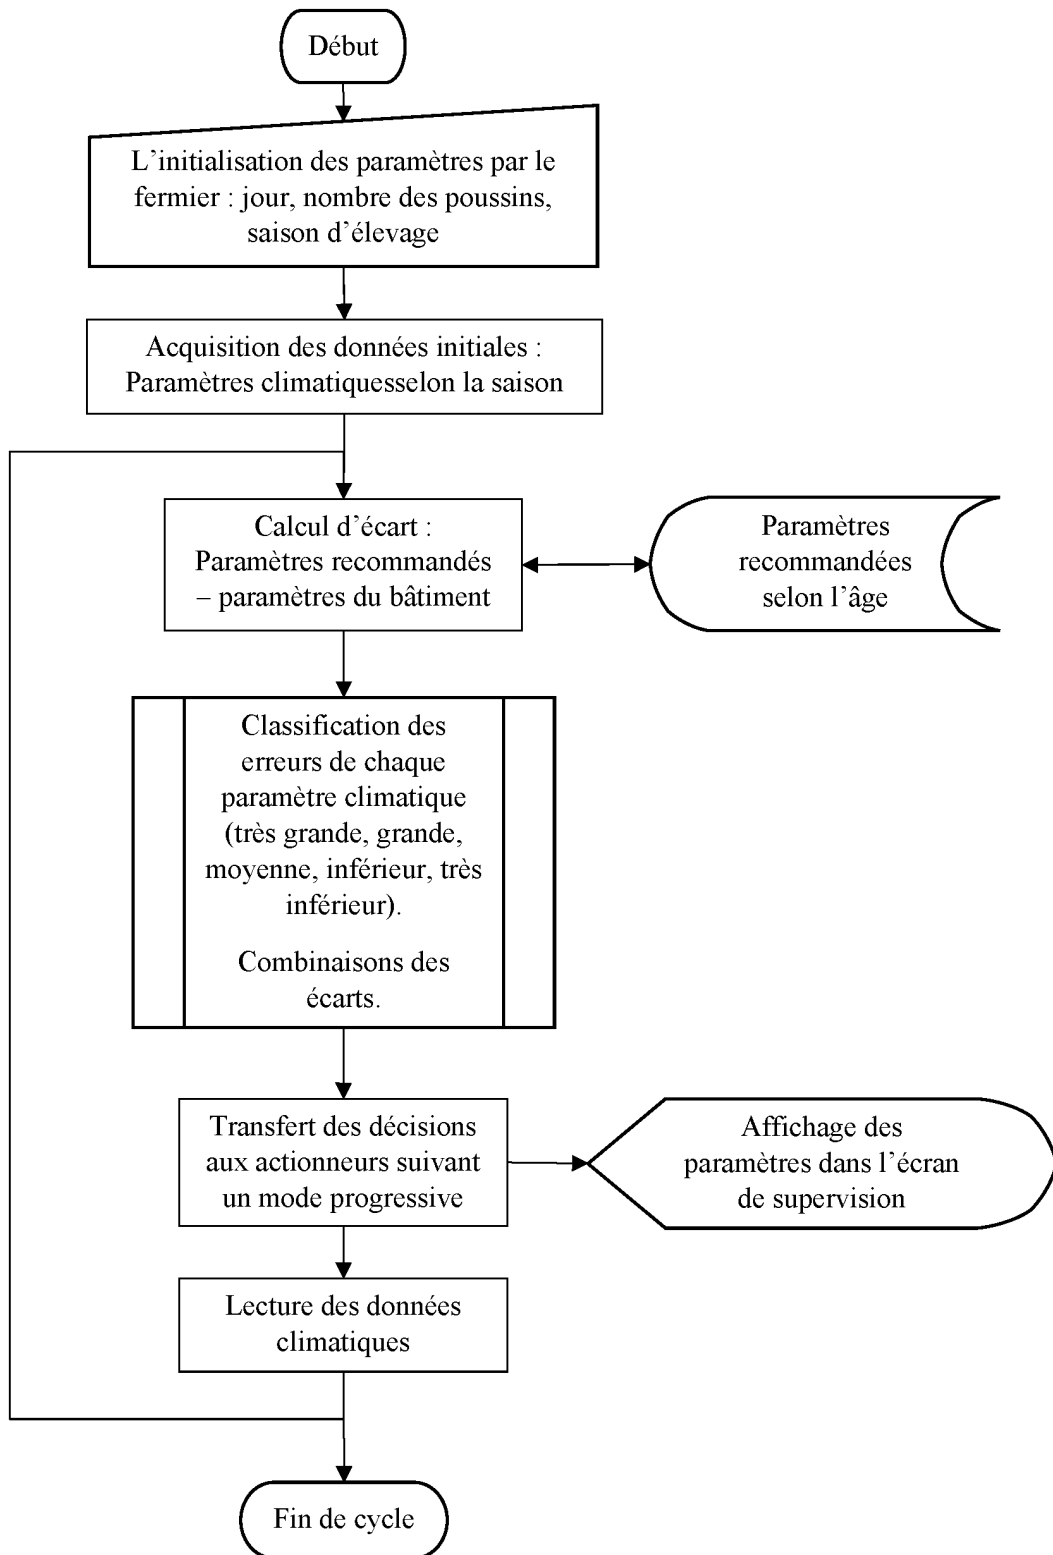 Début
L’initialisation des paramètres par le
fermier : jour, nombre des poussins,
saison d’élevage
Acquisition des données initiales :
Paramètres climatiquesselon la saison
Calcul d’écart :
Paramètres recommandés
– paramètres du bâtiment
Paramètres
recommandées
selon l’âge
Classification des
erreurs de chaque
paramètre climatique
(très grande, grande,
moyenne, inférieur, très
inférieur).
Combinaisons des
écarts.
Transfert des décisions
aux actionneurs suivant
un mode progressive
Affichage des
paramètres dans l’écran
de supervision
Lecture des données
climatiques
Fin de cycle